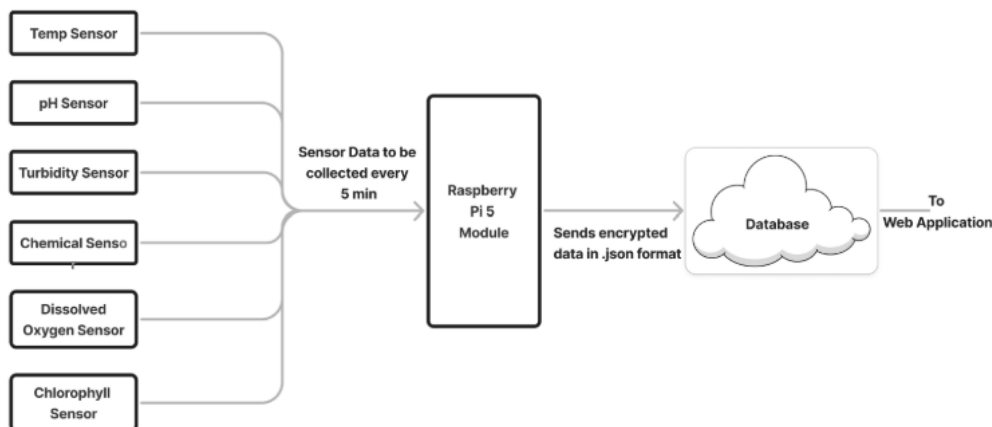 Temp Sensor
pH Sensor
Turbidity Sensor
Chemical Senso
r
Dissolved
Oxygen Sensor
Chlorophyll
Sensor
Sensor Data to be
collected every
5 min
Raspberry
Pi 5
Module
Sends encrypted
data in .json format
Database
To
Web Application